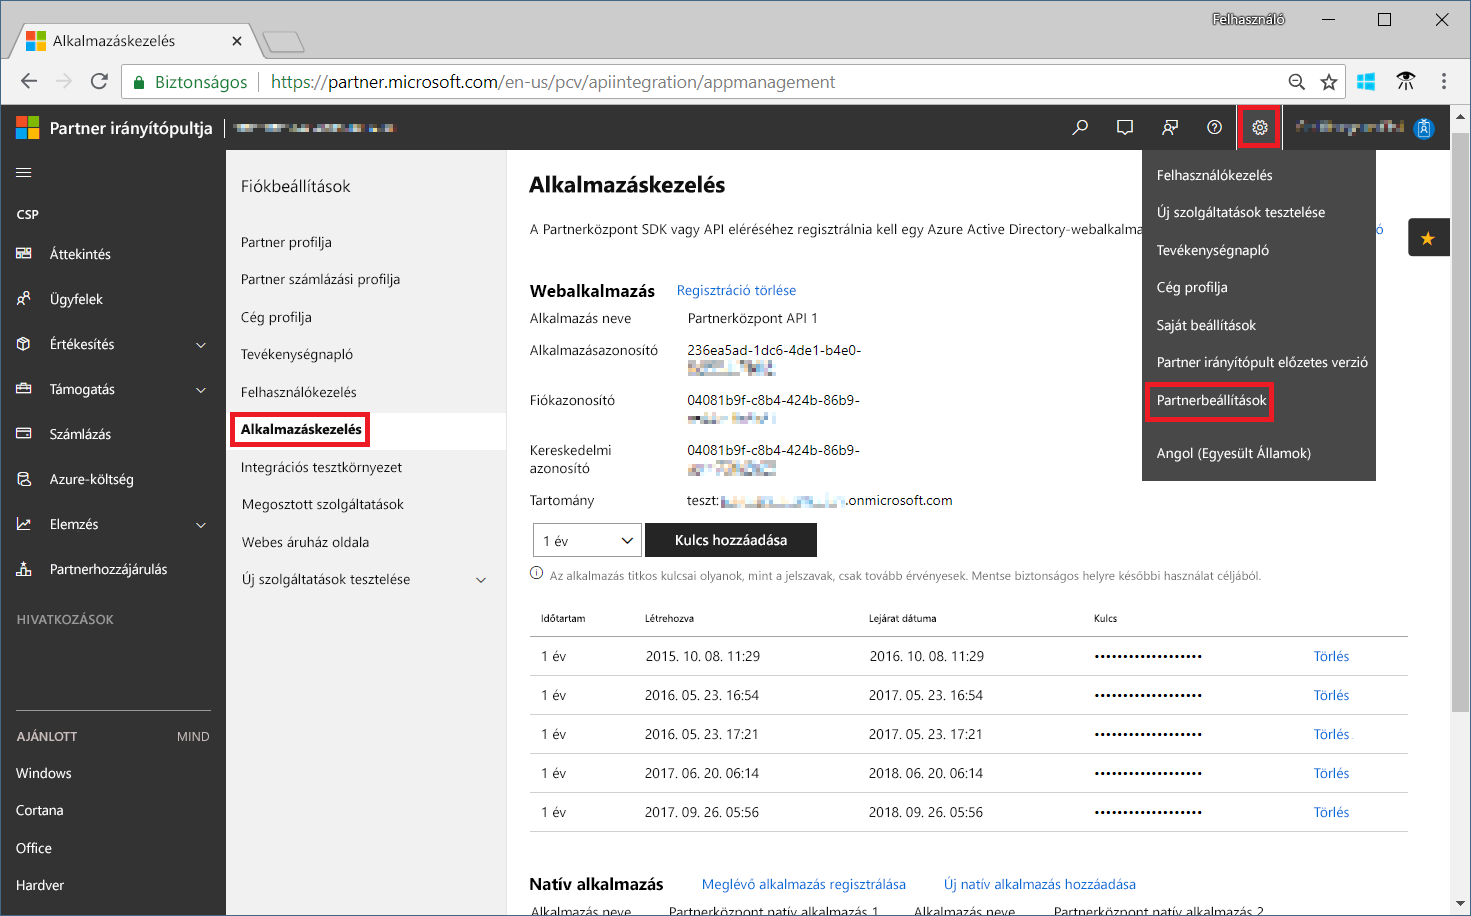 Felhasználó
Alkalmazáskezelés
Biztonságos
https://partner.microsoft.com/en-us/pcv/apiintegration/appmanagement
Partner irányítópultja
CSP
Áttekintés
Ügyfelek
Értékesítés
Támogatás
Számlázás
Azure-költség
Elemzés
Partnerhozzájárulás
HIVATKOZÁSOK
AJÁNLOTT MIND
Windows
Cortana
Office
Hardver
Fiókbeállítások
Partner profilja
Partner számlázási profilja
Cég profilja
Tevékenységnapló
Felhasználókezelés
Alkalmazáskezelés
Integrációs tesztkörnyezet
Megosztott szolgáltatások
Webes áruház oldala
Új szolgáltatások tesztelése
Alkalmazáskezelés
A Partnerközpont SDK vagy API eléréséhez regisztrálnia kell egy Azure Active Directory-webalkalma
Webalkalmazás Regisztráció törlése
Alkalmazás neve Partnerközpont API 1
Alkalmazásazonosító 236ea5ad-1dc6-4de1-b4e0-
Fiókazonosító 04081b9f-c8b4-424b-86b9-
Kereskedelmi azonosító 04081b9f-c8b4-424b-86b9-
Tartomány teszt: .onmicrosoft.com
1 év Kulcs hozzáadása
Az alkalmazás titkos kulcsai olyanok, mint a jelszavak, csak tovább érvényesek. Mentse biztonságos helyre későbbi használat céljából.
Időtartam Létrehozva Lejárat dátuma Kulcs
1 év 2015. 10. 08. 11:29 2016. 10. 08. 11:29 ••••••••••••••••••• Törlés
1 év 2016. 05. 23. 16:54 2017. 05. 23. 16:54 ••••••••••••••••••• Törlés
1 év 2016. 05. 23. 17:21 2017. 05. 23. 17:21 ••••••••••••••••••• Törlés
1 év 2017. 06. 20. 06:14 2018. 06. 20. 06:14 ••••••••••••••••••• Törlés
1 év 2017. 09. 26. 05:56 2018. 09. 26. 05:56 ••••••••••••••••••• Törlés
Natív alkalmazás Meglévő alkalmazás regisztrálása Új natív alkalmazás hozzáadása
Alkalmazás neve Partnerközpont natív alkalmazás 1 Alkalmazás neve Partnerközpont natív alkalmazás 2
Felhasználókezelés
Új szolgáltatások tesztelése
Tevékenységnapló
Cég profilja
Saját beállítások
Partner irányítópult előzetes verzió
Partnerbeállítások
Angol (Egyesült Államok)